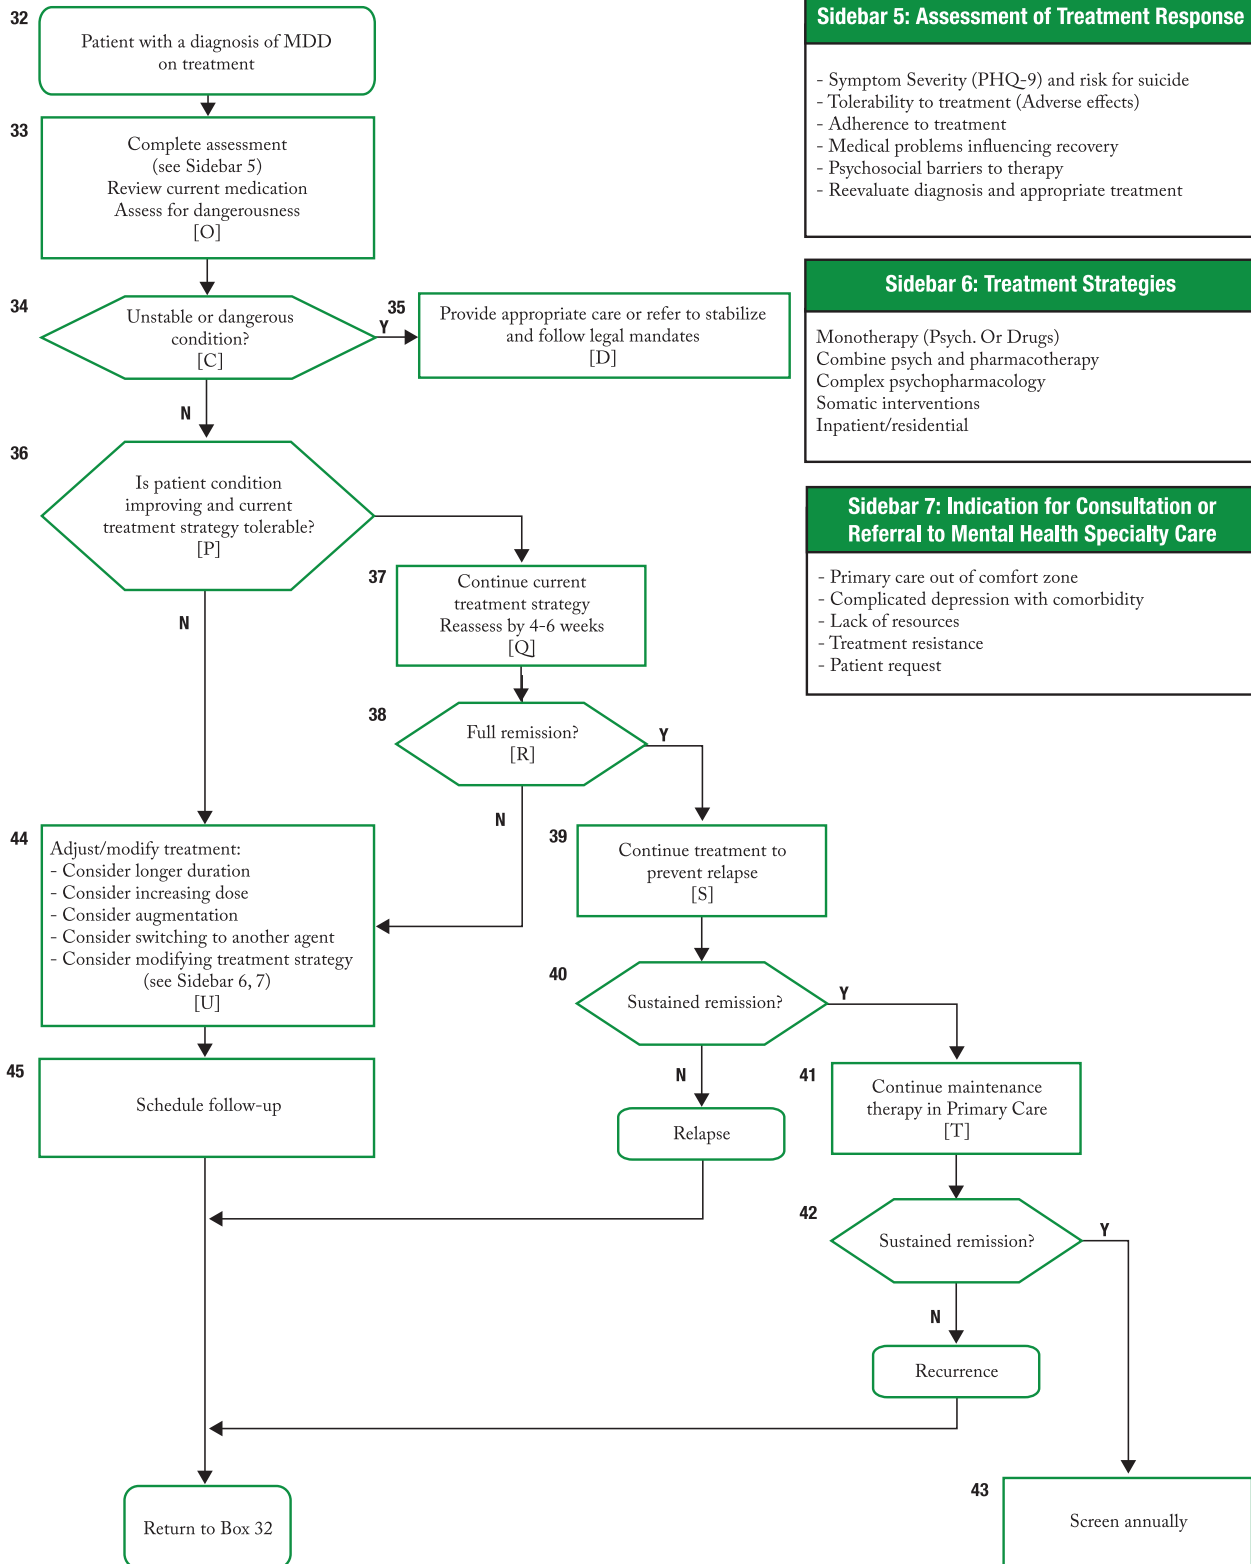 32
Patient with a diagnosis of MDD
on treatment
33
Complete assessment
(see Sidebar 5)
Review current medication
Assess for dangerousness
[O]
34
Unstable or dangerous
condition?
[C]
Y
35
Provide appropriate care or refer to stabilize
and follow legal mandates
[D]
N
36
Is patient condition
improving and current
treatment strategy tolerable?
[P]
N
37
Continue current
treatment strategy
Reassess by 4-6 weeks
[Q]
38
Full remission?
[R]
Y
N
39
Continue treatment to
prevent relapse
[S]
44
Adjust/modify treatment:
- Consider longer duration
- Consider increasing dose
- Consider augmentation
- Consider switching to another agent
- Consider modifying treatment strategy
(see Sidebar 6, 7)
[U]
40
Sustained remission?
Y
N
45
Schedule follow-up
Relapse
41
Continue maintenance
therapy in Primary Care
[T]
42
Sustained remission?
Y
N
Recurrence
Return to Box 32
43
Screen annually
Sidebar 5: Assessment of Treatment Response
- Symptom Severity (PHQ-9) and risk for suicide
- Tolerability to treatment (Adverse effects)
- Adherence to treatment
- Medical problems influencing recovery
- Psychosocial barriers to therapy
- Reevaluate diagnosis and appropriate treatment
Sidebar 6: Treatment Strategies
Monotherapy (Psych. Or Drugs)
Combine psych and pharmacotherapy
Complex psychopharmacology
Somatic interventions
Inpatient/residential
Sidebar 7: Indication for Consultation or
Referral to Mental Health Specialty Care
- Primary care out of comfort zone
- Complicated depression with comorbidity
- Lack of resources
- Treatment resistance
- Patient request